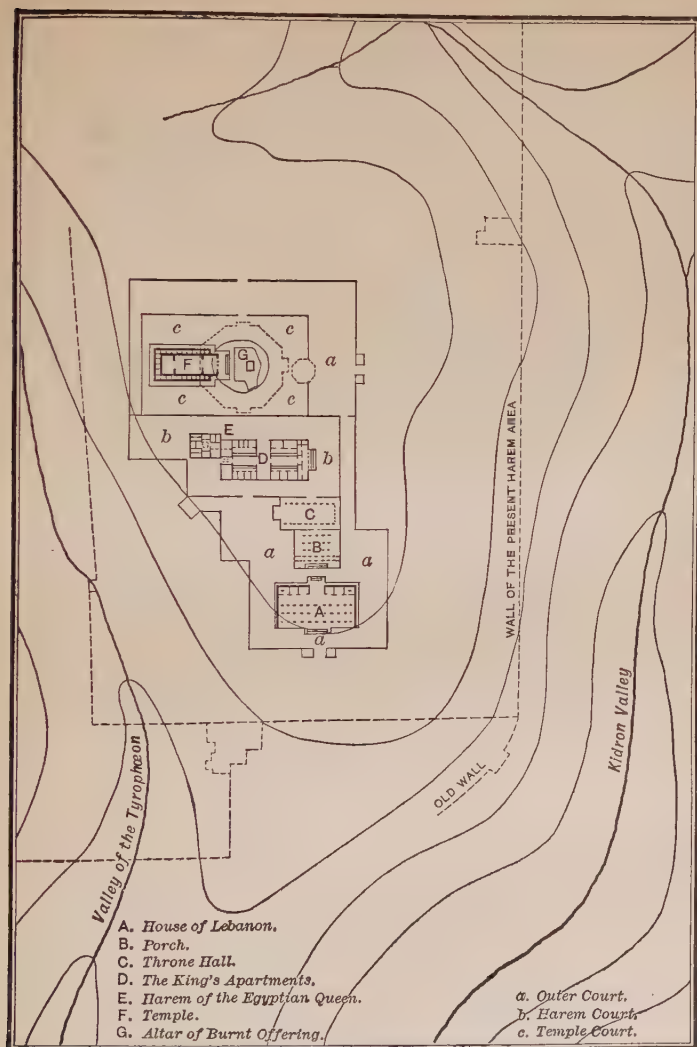 c
c
F
G
a
c
c
b
E
D
b
C
B
a
a
A
a
WALL OF THE PRESENT HAREM AREA
OLD WALL
Kidron Valley
Valley of the Tyrophœon
A. House of Lebanon.
B. Porch.
C. Throne Hall.
D. The King's Apartments.
E. Harem of the Egyptian Queen.
F. Temple.
G. Altar of Burnt Offering.
a. Outer Court.
b. Harem Court.
c. Temple Court.